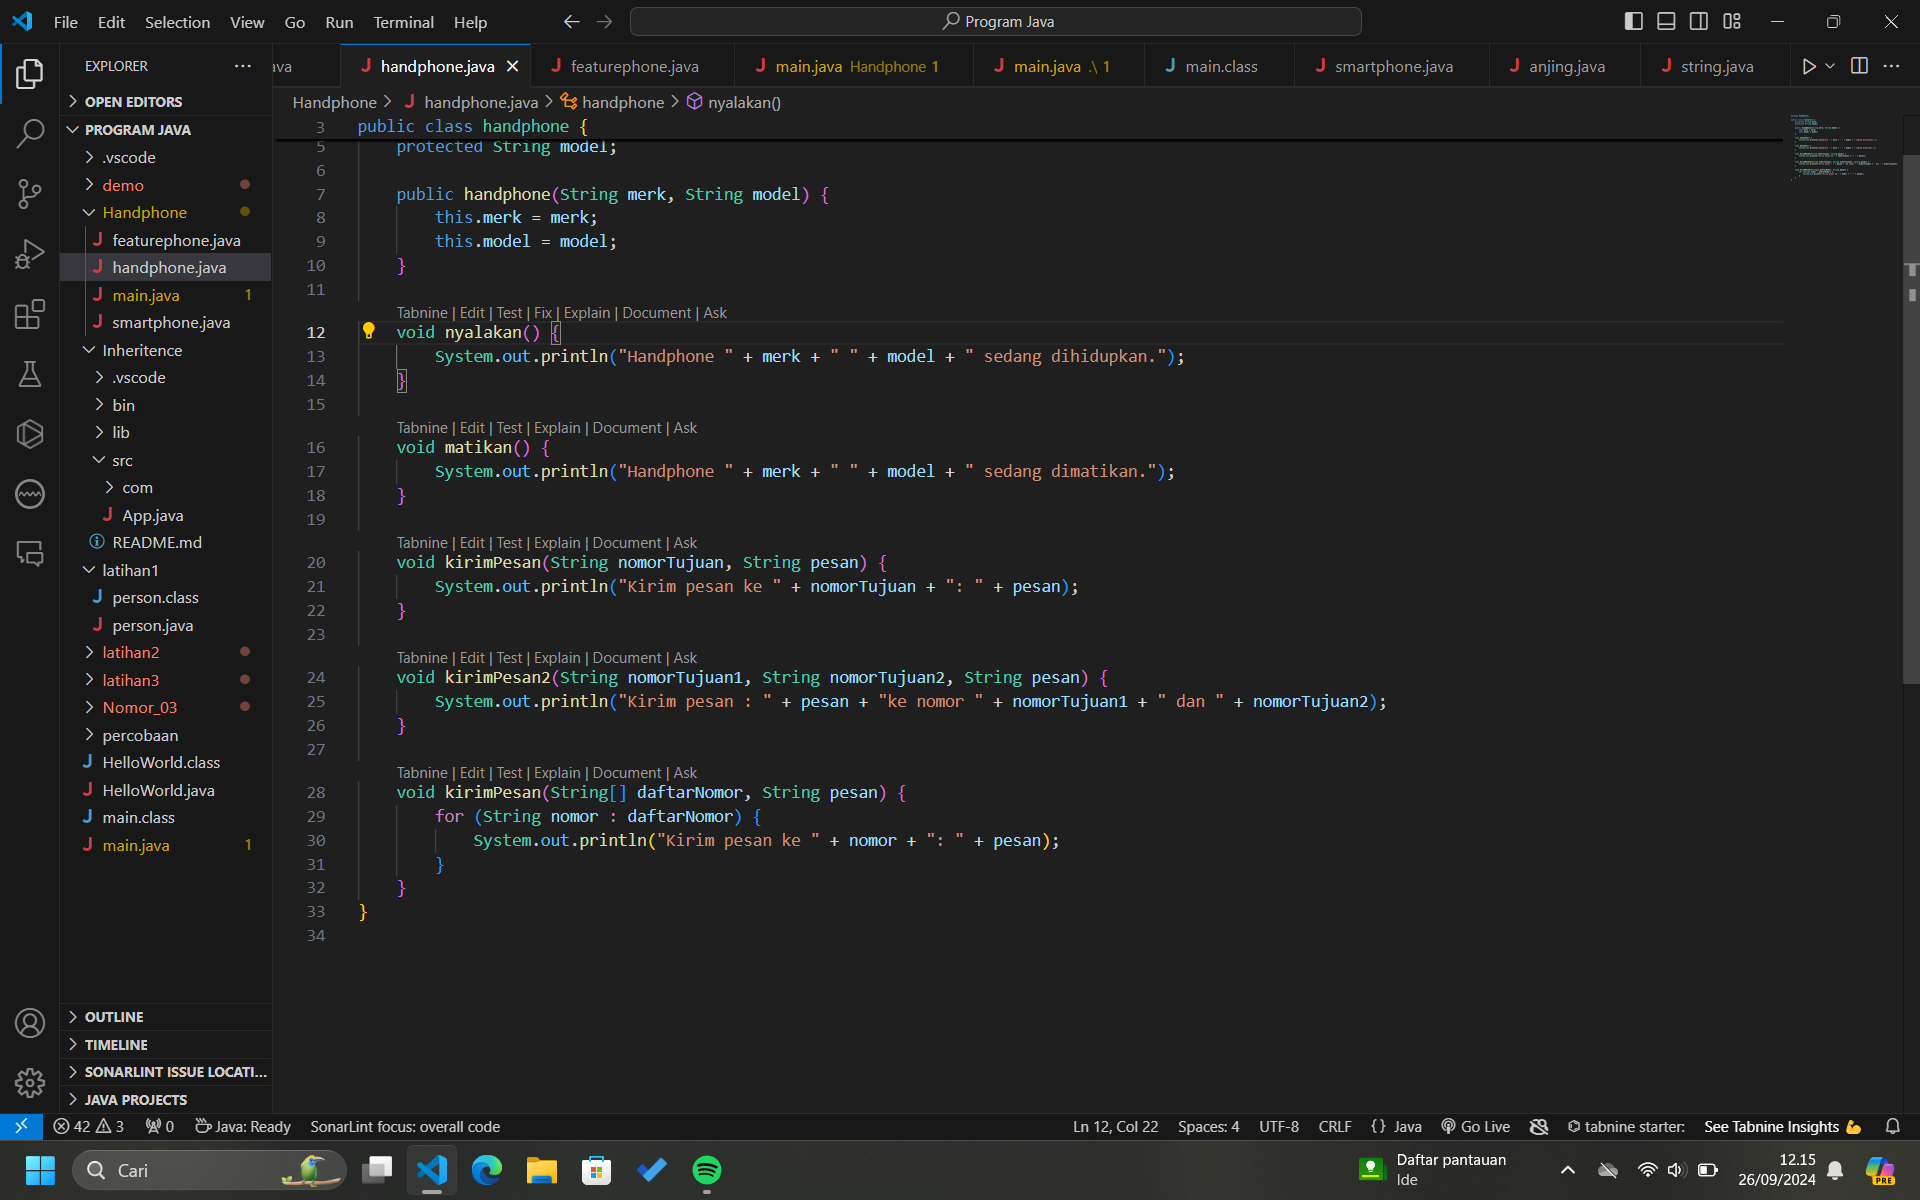 File Edit Selection View Go Run Terminal Help
Program Java
EXPLORER
OPEN EDITORS
PROGRAM JAVA
.vscode
demo
Handphone
featurephone.java
handphone.java
main.java 1
smartphone.java
Inheritence
.vscode
bin
lib
src
com
App.java
README.md
latihan1
person.class
person.java
latihan2
latihan3
Nomor_03
percobaan
HelloWorld.class
HelloWorld.java
main.class
main.java 1
OUTLINE
TIMELINE
SONARLINT ISSUE LOCATI...
JAVA PROJECTS
ava handphone.java featurephone.java main.java Handphone 1 main.java .\ 1 main.class smartphone.java anjing.java string.java
Handphone > handphone.java > handphone > nyalakan()
3 public class handphone {
5 protected String model;
6
7 public handphone(String merk, String model) {
8 this.merk = merk;
9 this.model = model;
10 }
11
Tabnine | Edit | Test | Fix | Explain | Document | Ask
12 void nyalakan() {
13 System.out.println("Handphone " + merk + " " + model + " sedang dihidupkan.");
14 }
15
Tabnine | Edit | Test | Explain | Document | Ask
16 void matikan() {
17 System.out.println("Handphone " + merk + " " + model + " sedang dimatikan.");
18 }
19
Tabnine | Edit | Test | Explain | Document | Ask
20 void kirimPesan(String nomorTujuan, String pesan) {
21 System.out.println("Kirim pesan ke " + nomorTujuan + ": " + pesan);
22 }
23
Tabnine | Edit | Test | Explain | Document | Ask
24 void kirimPesan2(String nomorTujuan1, String nomorTujuan2, String pesan) {
25 System.out.println("Kirim pesan : " + pesan + "ke nomor " + nomorTujuan1 + " dan " + nomorTujuan2);
26 }
27
Tabnine | Edit | Test | Explain | Document | Ask
28 void kirimPesan(String[] daftarNomor, String pesan) {
29 for (String nomor : daftarNomor) {
30 System.out.println("Kirim pesan ke " + nomor + ": " + pesan);
31 }
32 }
33 }
34
42 3 0 Java: Ready SonarLint focus: overall code
Ln 12, Col 22 Spaces: 4 UTF-8 CRLF {} Java Go Live tabnine starter: See Tabnine Insights
Cari
Daftar pantauan
Ide
12.15
26/09/2024
PRE